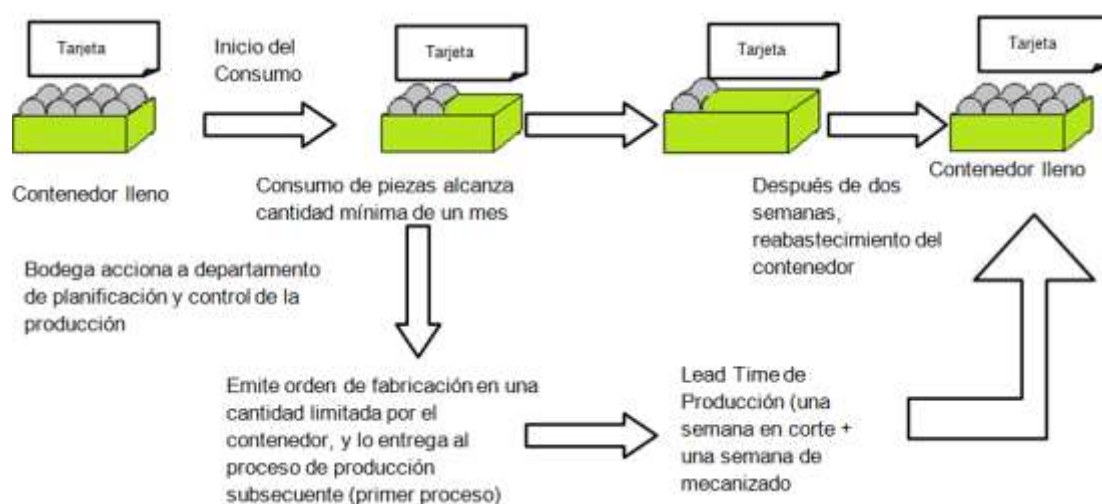 Tarjeta
Inicio del
Consumo
Tarjeta
Tarjeta
Tarjeta
Contenedor lleno
Consumo de piezas alcanza
cantidad mínima de un mes
Después de dos
semanas,
reabastecimiento del
contenedor
Contenedor lleno
Bodega acciona a departamento
de planificación y control de la
producción
Emite orden de fabricación en una
cantidad limitada por el
contenedor, y lo entrega al
proceso de producción
subsecuente (primer proceso)
Lead Time de
Producción (una
semana en corte +
una semana de
mecanizado